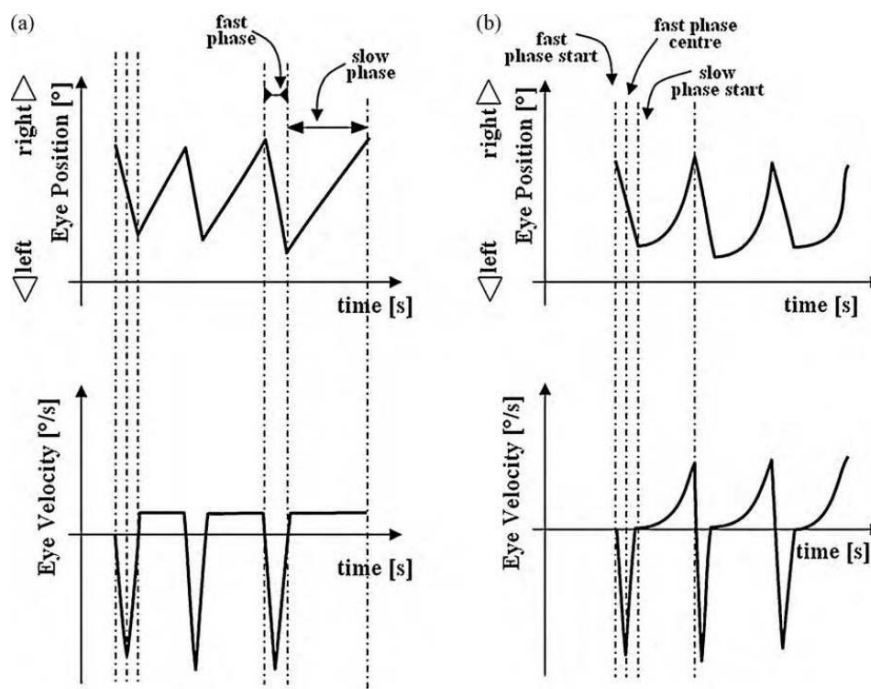 (a)
fast
phase
slow
phase
Eye Position [°]
right
left
time [s]
Eye Velocity [°/s]
time [s]
(b)
fast
phase start
fast phase
centre
slow
phase start
Eye Position [°]
right
left
time [s]
Eye Velocity [°/s]
time [s]